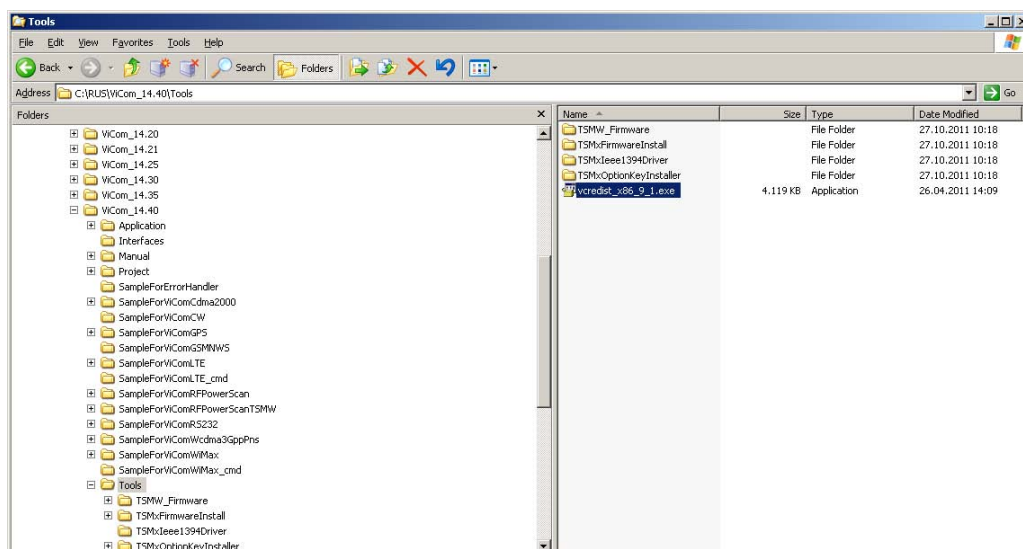 Tools
File Edit View Favorites Tools Help
Back Search Folders
Address C:\RUS\ViCom_14.40\Tools Go
Folders
ViCom_14.20
ViCom_14.21
ViCom_14.25
ViCom_14.30
ViCom_14.35
ViCom_14.40
Application
Interfaces
Manual
Project
SampleForErrorHandler
SampleForViComCdma2000
SampleForViComCW
SampleForViComGPS
SampleForViComGSMNWS
SampleForViComLTE
SampleForViComLTE_cmd
SampleForViComRFPowerScan
SampleForViComRFPowerScanTSMW
SampleForViComRS232
SampleForViComWcdma3GppPns
SampleForViComWiMax
SampleForViComWiMax_cmd
Tools
TSMW_Firmware
TSMxFirmwareInstall
TSMxIeee1394Driver
TSMxOptionKeyInstaller
Name Size Type Date Modified
TSMW_Firmware File Folder 27.10.2011 10:18
TSMxFirmwareInstall File Folder 27.10.2011 10:18
TSMxIeee1394Driver File Folder 27.10.2011 10:18
TSMxOptionKeyInstaller File Folder 27.10.2011 10:18
vcredist_x86_9_1.exe 4.119 KB Application 26.04.2011 14:09